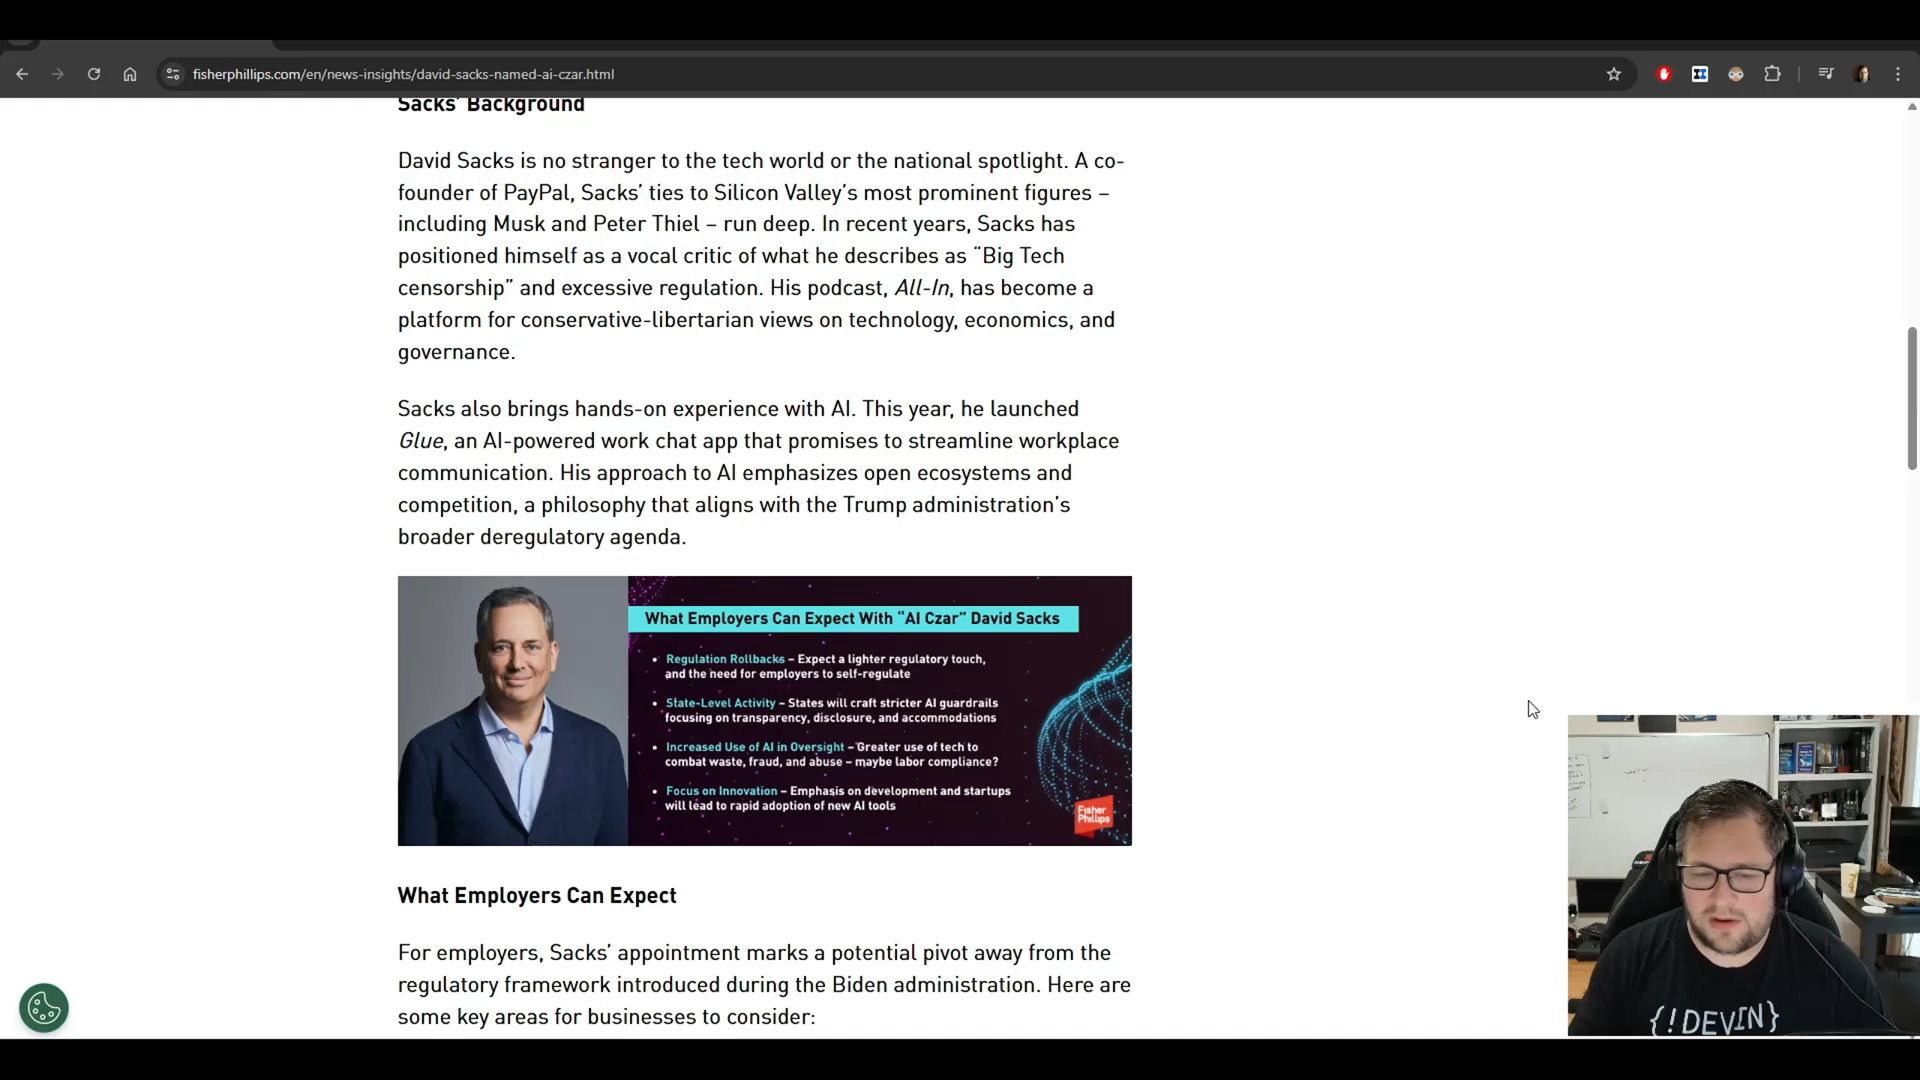 fisherphillips.com/en/news-insights/david-sacks-named-ai-czar.html
Sacks’ Background
David Sacks is no stranger to the tech world or the national spotlight. A co-
founder of PayPal, Sacks’ ties to Silicon Valley’s most prominent figures –
including Musk and Peter Thiel – run deep. In recent years, Sacks has
positioned himself as a vocal critic of what he describes as “Big Tech
censorship” and excessive regulation. His podcast, All-In, has become a
platform for conservative-libertarian views on technology, economics, and
governance.
Sacks also brings hands-on experience with AI. This year, he launched
Glue, an AI-powered work chat app that promises to streamline workplace
communication. His approach to AI emphasizes open ecosystems and
competition, a philosophy that aligns with the Trump administration’s
broader deregulatory agenda.
What Employers Can Expect With “AI Czar” David Sacks
• Regulation Rollbacks – Expect a lighter regulatory touch,
and the need for employers to self-regulate
• State-Level Activity – States will craft stricter AI guardrails
focusing on transparency, disclosure, and accommodations
• Increased Use of AI in Oversight – Greater use of tech to
combat waste, fraud, and abuse – maybe labor compliance?
• Focus on Innovation – Emphasis on development and startups
will lead to rapid adoption of new AI tools
Fisher
Phillips
What Employers Can Expect
For employers, Sacks’ appointment marks a potential pivot away from the
regulatory framework introduced during the Biden administration. Here are
some key areas for businesses to consider:
{!DEVIN}